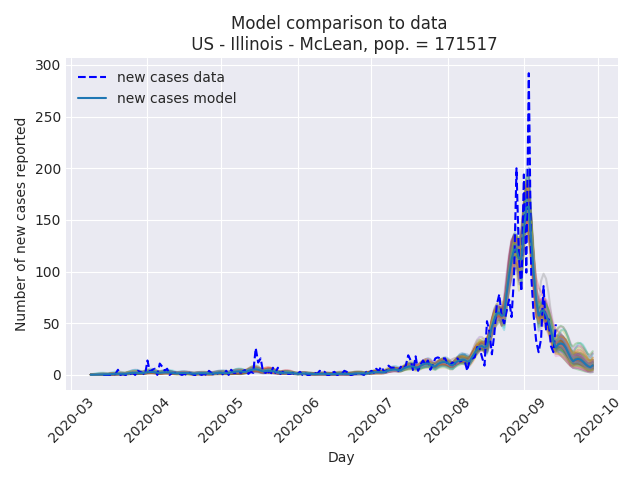 Model comparison to data
US - Illinois - McLean, pop. = 171517
new cases data
new cases model
Number of new cases reported
300
250
200
150
100
50
0
2020-03
2020-04
2020-05
2020-06
2020-07
2020-08
2020-09
2020-10
Day